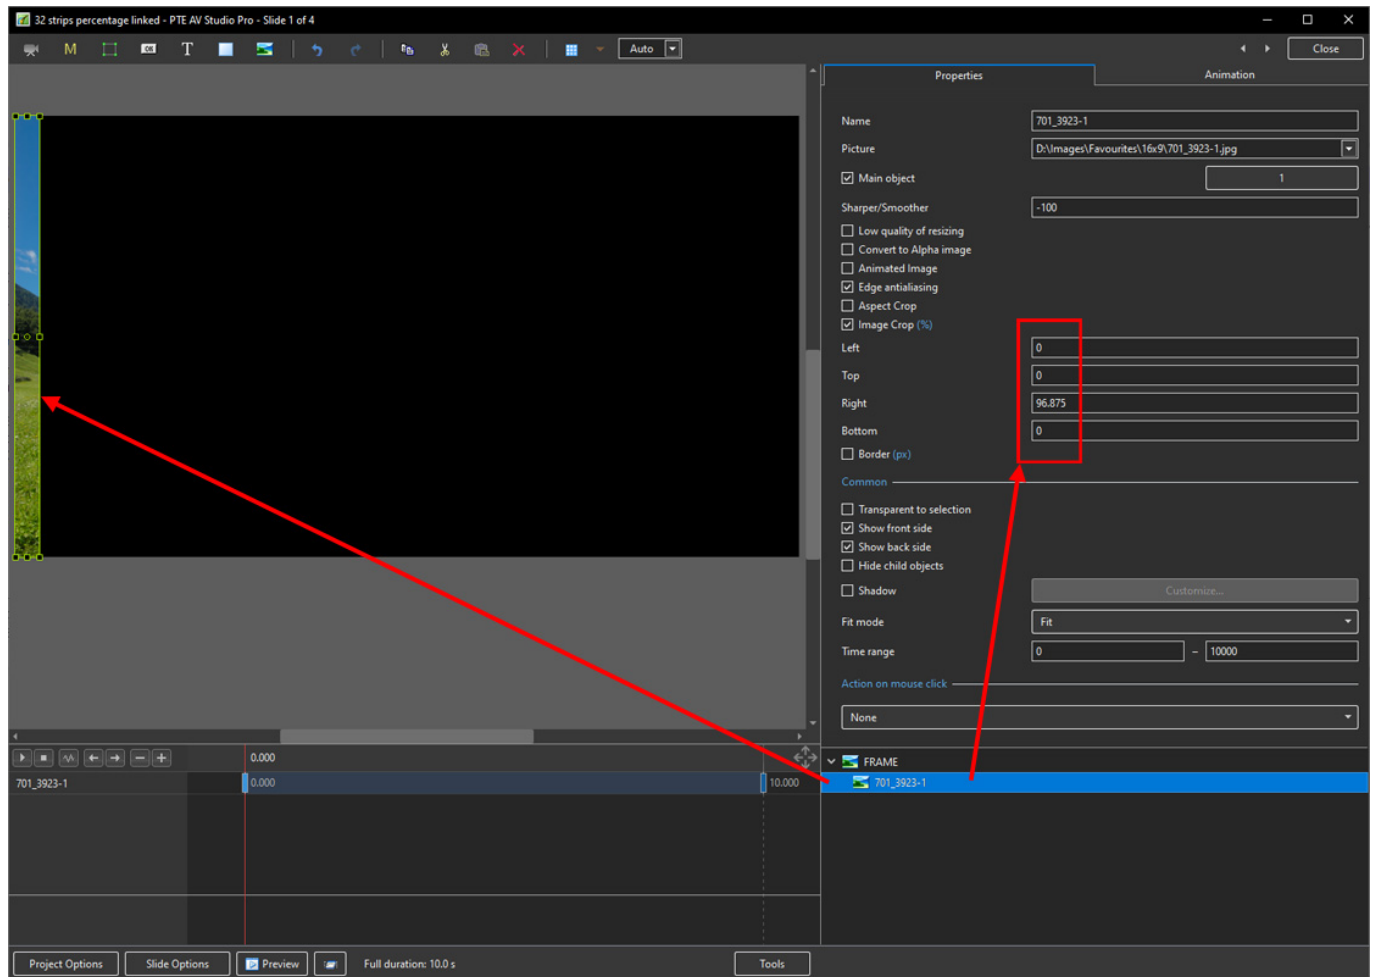 32 strips percentage linked - PTE AV Studio Pro - Slide 1 of 4
M OK T Auto Close
Properties Animation
Name 701_3923-1
Picture D:\Images\Favourites\16x9\701_3923-1.jpg
Main object 1
Sharper/Smoother -100
Low quality of resizing
Convert to Alpha image
Animated Image
Edge antialiasing
Aspect Crop
Image Crop (%)
Left 0
Top 0
Right 96.875
Bottom 0
Border (px)
Common
Transparent to selection
Show front side
Show back side
Hide child objects
Shadow Customize...
Fit mode Fit
Time range 0 – 10000
Action on mouse click
None
0.000
FRAME
701_3923-1 0.000 10.000
701_3923-1
Project Options Slide Options Preview Full duration: 10.0 s Tools